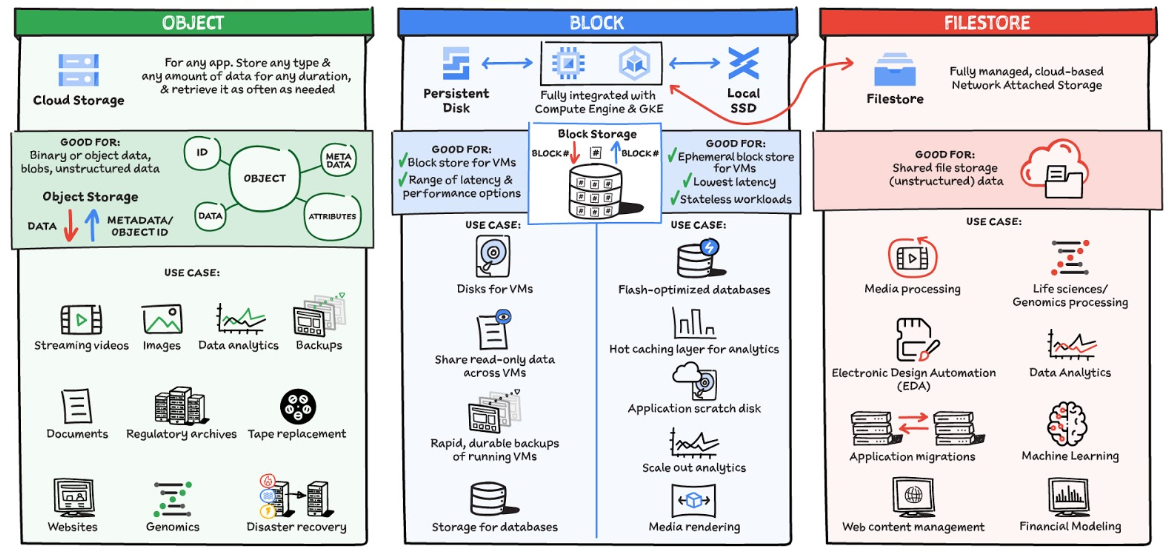 OBJECT
Cloud Storage
For any app. Store any type &
any amount of data for any duration,
& retrieve it as often as needed
GOOD FOR:
Binary or object data,
blobs, unstructured data
Object Storage
DATA
METADATA/
OBJECT ID
ID
OBJECT
META
DATA
DATA
ATTRIBUTES
USE CASE:
Streaming videos
Images
Data analytics
Backups
Documents
Regulatory archives
Tape replacement
Websites
Genomics
Disaster recovery
BLOCK
Persistent
Disk
Fully integrated with
Compute Engine & GKE
Local
SSD
GOOD FOR:
Block store for VMs
Range of latency &
performance options
Block Storage
BLOCK#
#
BLOCK#
# # #
# # #
# # #
GOOD FOR:
Ephemeral block store
for VMs
Lowest latency
Stateless workloads
USE CASE:
Disks for VMs
Share read-only data
across VMs
Rapid, durable backups
of running VMs
Storage for databases
USE CASE:
Flash-optimized databases
Hot caching layer for analytics
Application scratch disk
Scale out analytics
Media rendering
FILESTORE
Filestore
Fully managed, cloud-based
Network Attached Storage
GOOD FOR:
Shared file storage
(unstructured) data
USE CASE:
Media processing
Life sciences/
Genomics processing
Electronic Design Automation
(EDA)
Data Analytics
Application migrations
Machine Learning
Web content management
Financial Modeling